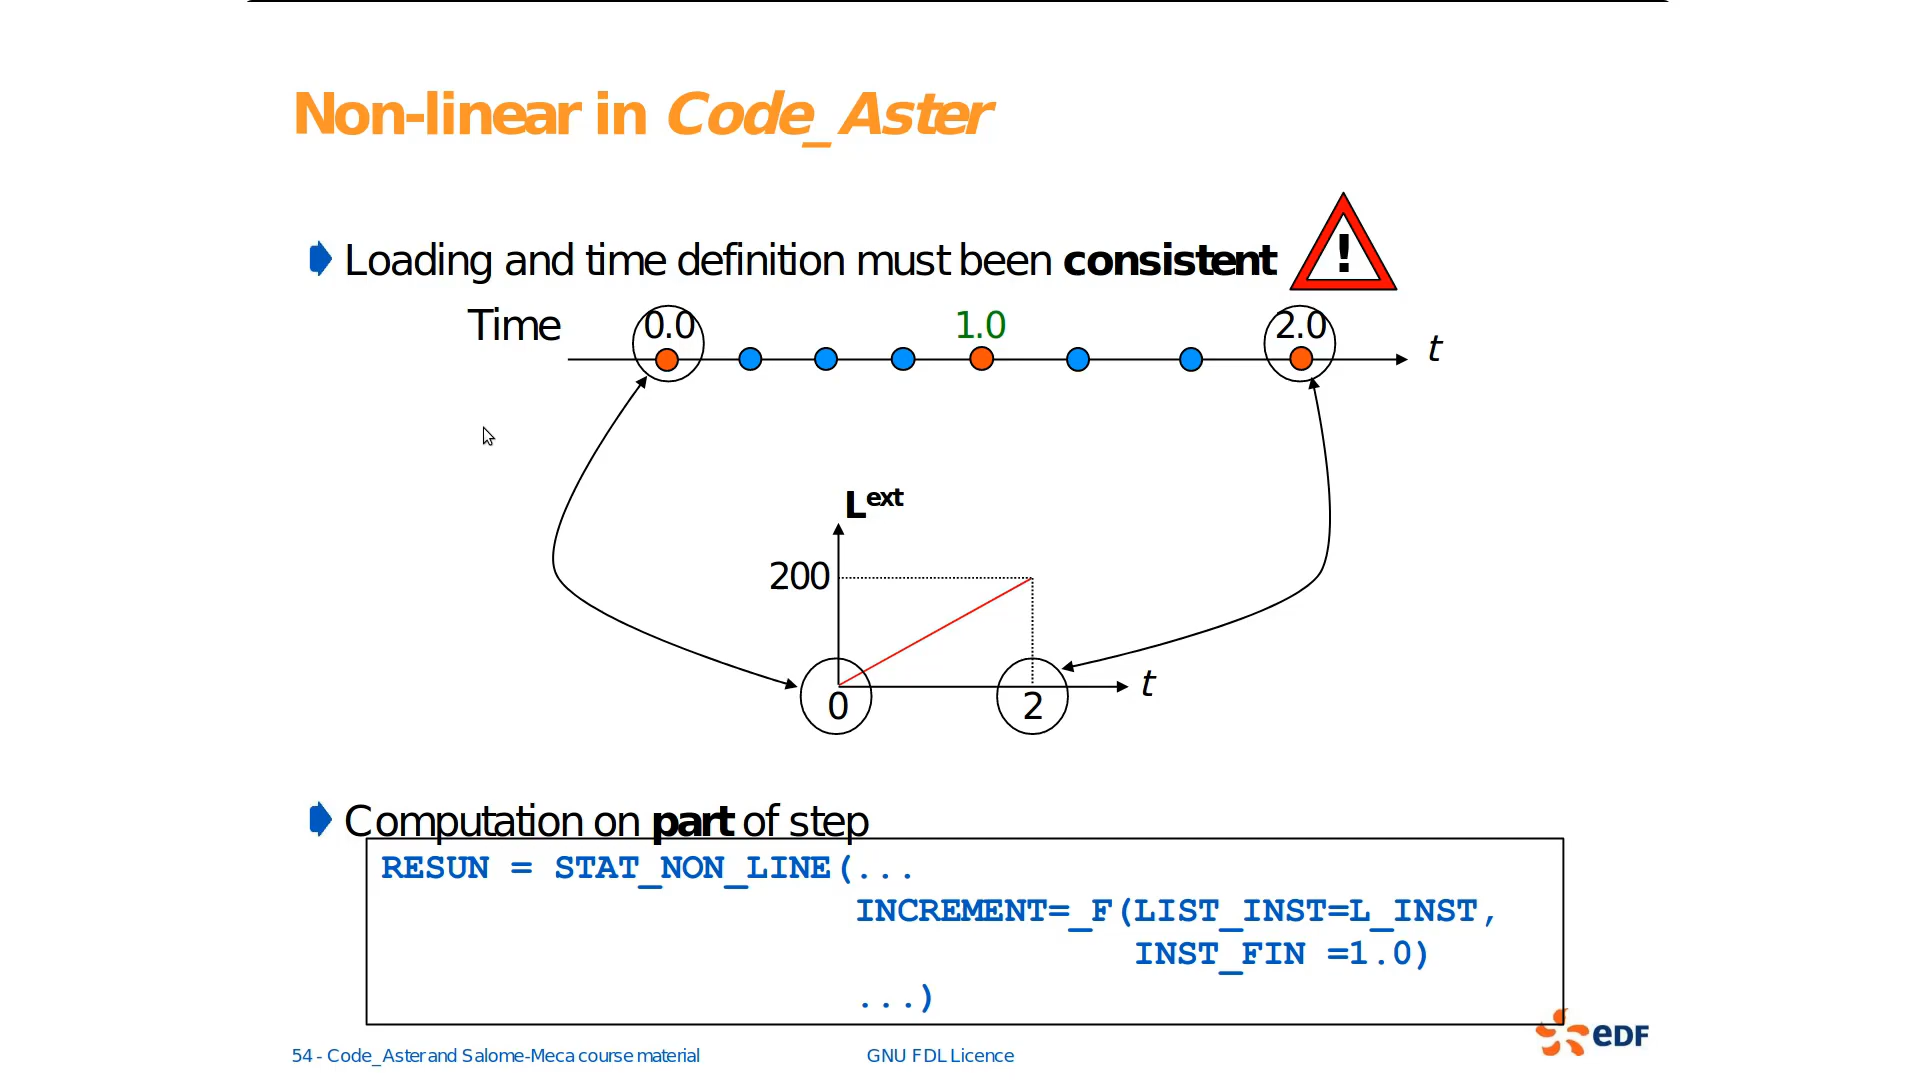 Non-linear in Code_Aster
Loading and time definition must been consistent
!
Time 0.0 1.0 2.0
t
Lext
200
t
0 2
Computation on part of step
RESUN = STAT_NON_LINE(...
INCREMENT=_F(LIST_INST=L_INST,
INST_FIN =1.0)
...)
54 - Code_Aster and Salome-Meca course material GNU FDL Licence
eDF